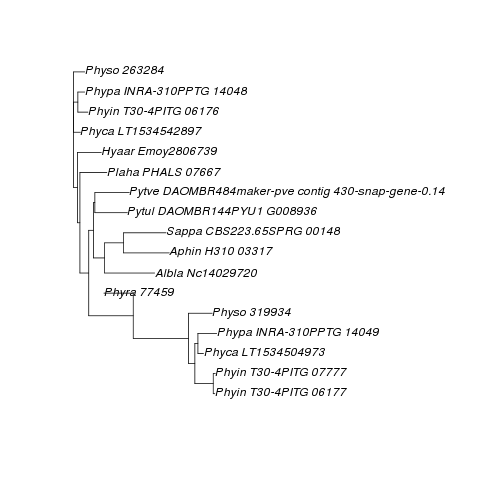 Physo 263284
Phypa INRA-310PPTG 14048
Phyin T30-4PITG 06176
Phyca LT1534542897
Hyaar Emoy2806739
Plaha PHALS 07667
Pytve DAOMBR484maker-pve contig 430-snap-gene-0.14
Pytul DAOMBR144PYU1 G008936
Sappa CBS223.65SPRG 00148
Aphin H310 03317
Albla Nc14029720
Phyra 77459
Physo 319934
Phypa INRA-310PPTG 14049
Phyca LT1534504973
Phyin T30-4PITG 07777
Phyin T30-4PITG 06177